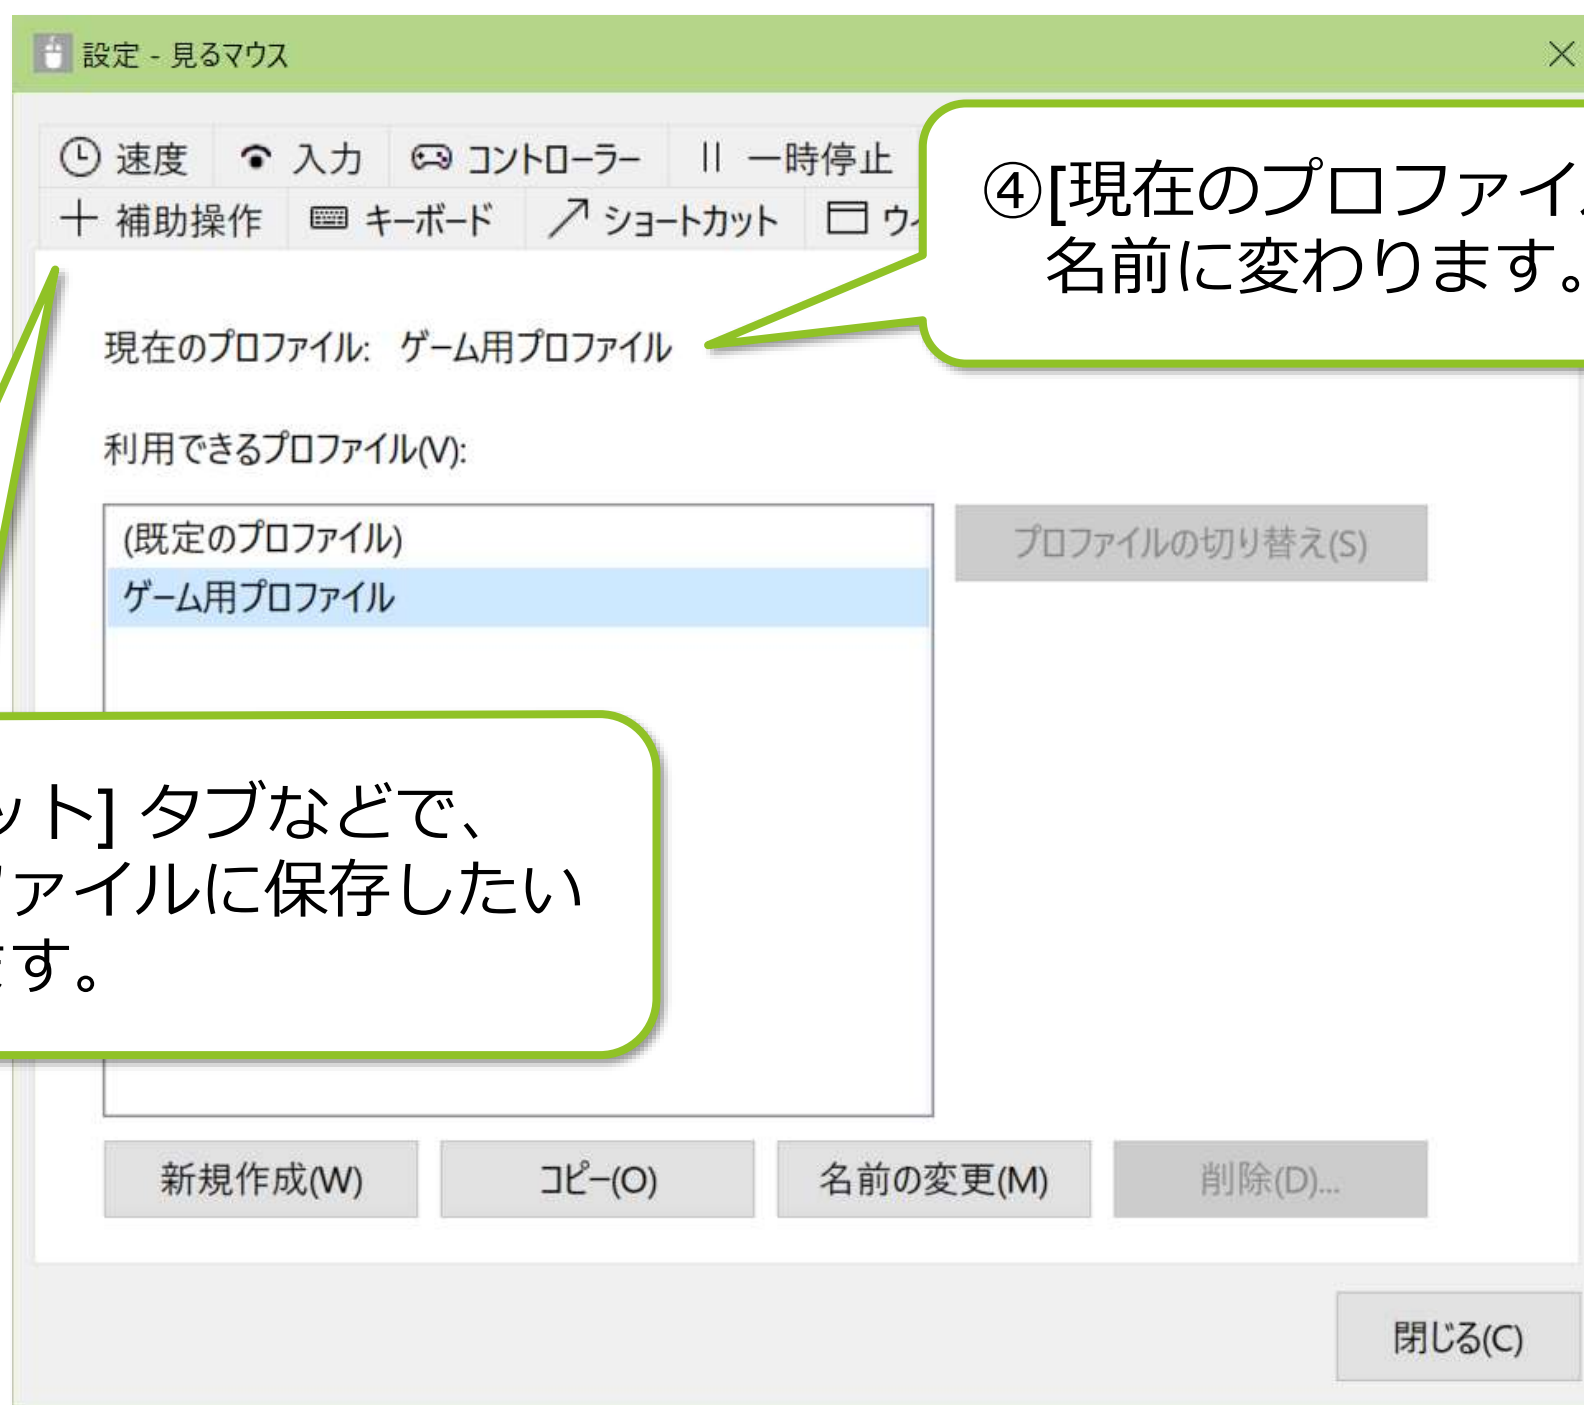 設定 - 見るマウス
速度 入力 コントローラー 一時停止
補助操作 キーボード ショートカット ウィ
④[現在のプロファイ
名前に変わります。
現在のプロファイル: ゲーム用プロファイル
利用できるプロファイル(V):
(既定のプロファイル)
ゲーム用プロファイル
プロファイルの切り替え(S)
ット] タブなどで、
ファイルに保存したい
ます。
新規作成(W) コピー(O) 名前の変更(M) 削除(D)...
閉じる(C)